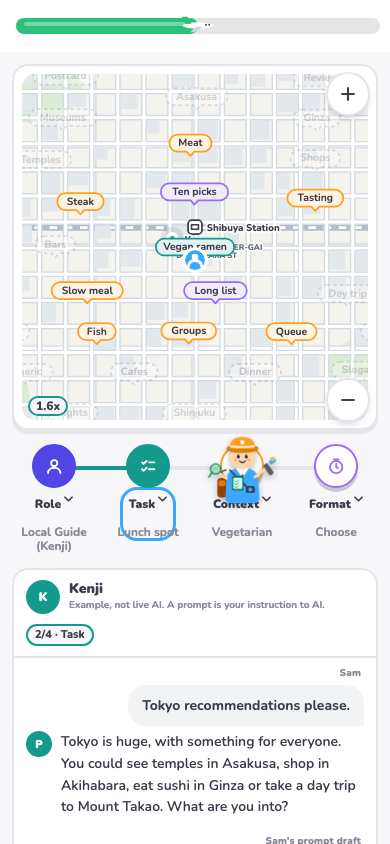 Postcard
Review
Asakusa
Museums
Ginza
Meat
Temples
Shops
Ten picks
Steak
Tasting
Shibuya Station
Bars
Vegan ramen
ER-GAI
Slow meal
Long list
Day trip
Fish
Groups
Queue
Cafes
Dinner
1.6x
Shinjuku
Role
Task
Context
Format
Local Guide
(Kenji)
Lunch spot
Vegetarian
Choose
K
Kenji
Example, not live AI. A prompt is your instruction to AI.
2/4 · Task
Sam
Tokyo recommendations please.
P
Tokyo is huge, with something for everyone.
You could see temples in Asakusa, shop in
Akihabara, eat sushi in Ginza or take a day trip
to Mount Takao. What are you into?
Sam's prompt draft